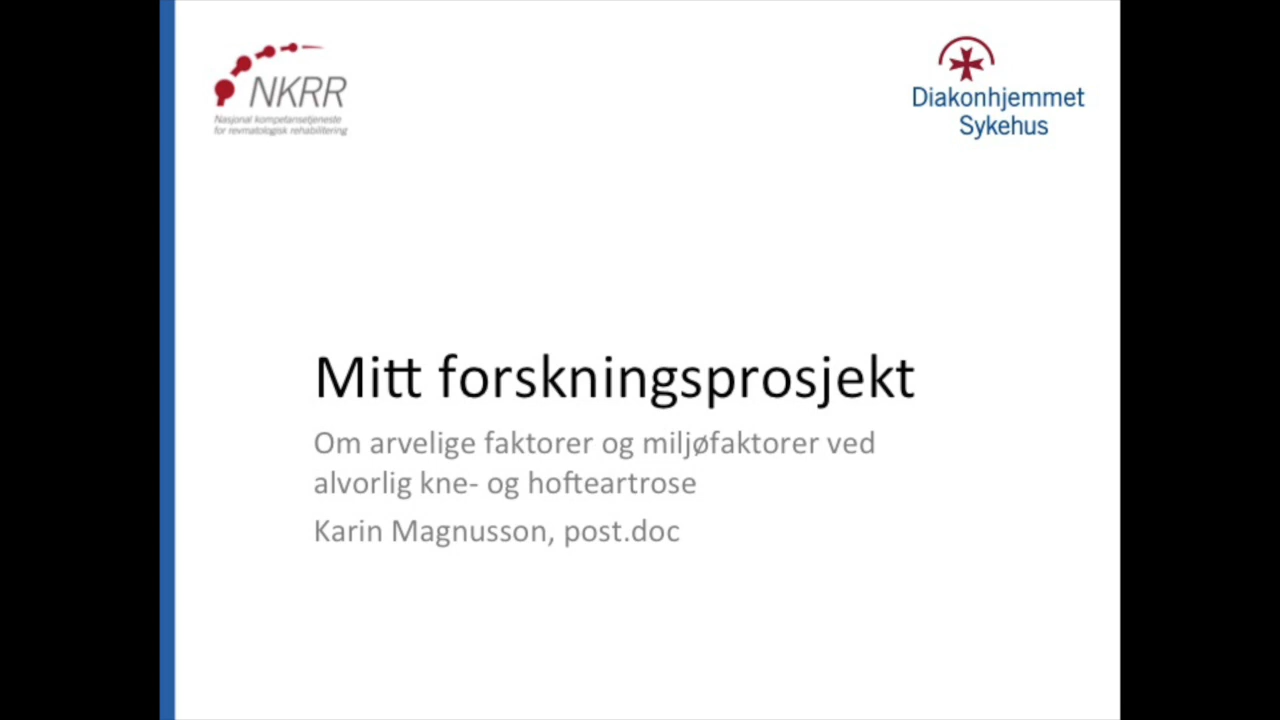 NKRR
Nasjonal kompetansetjeneste
for revmatologisk rehabilitering
Diakonhjemmet
Sykehus
Mitt forskningsprosjekt
Om arvelige faktorer og miljøfaktorer ved
alvorlig kne- og hofteartrose
Karin Magnusson, post.doc